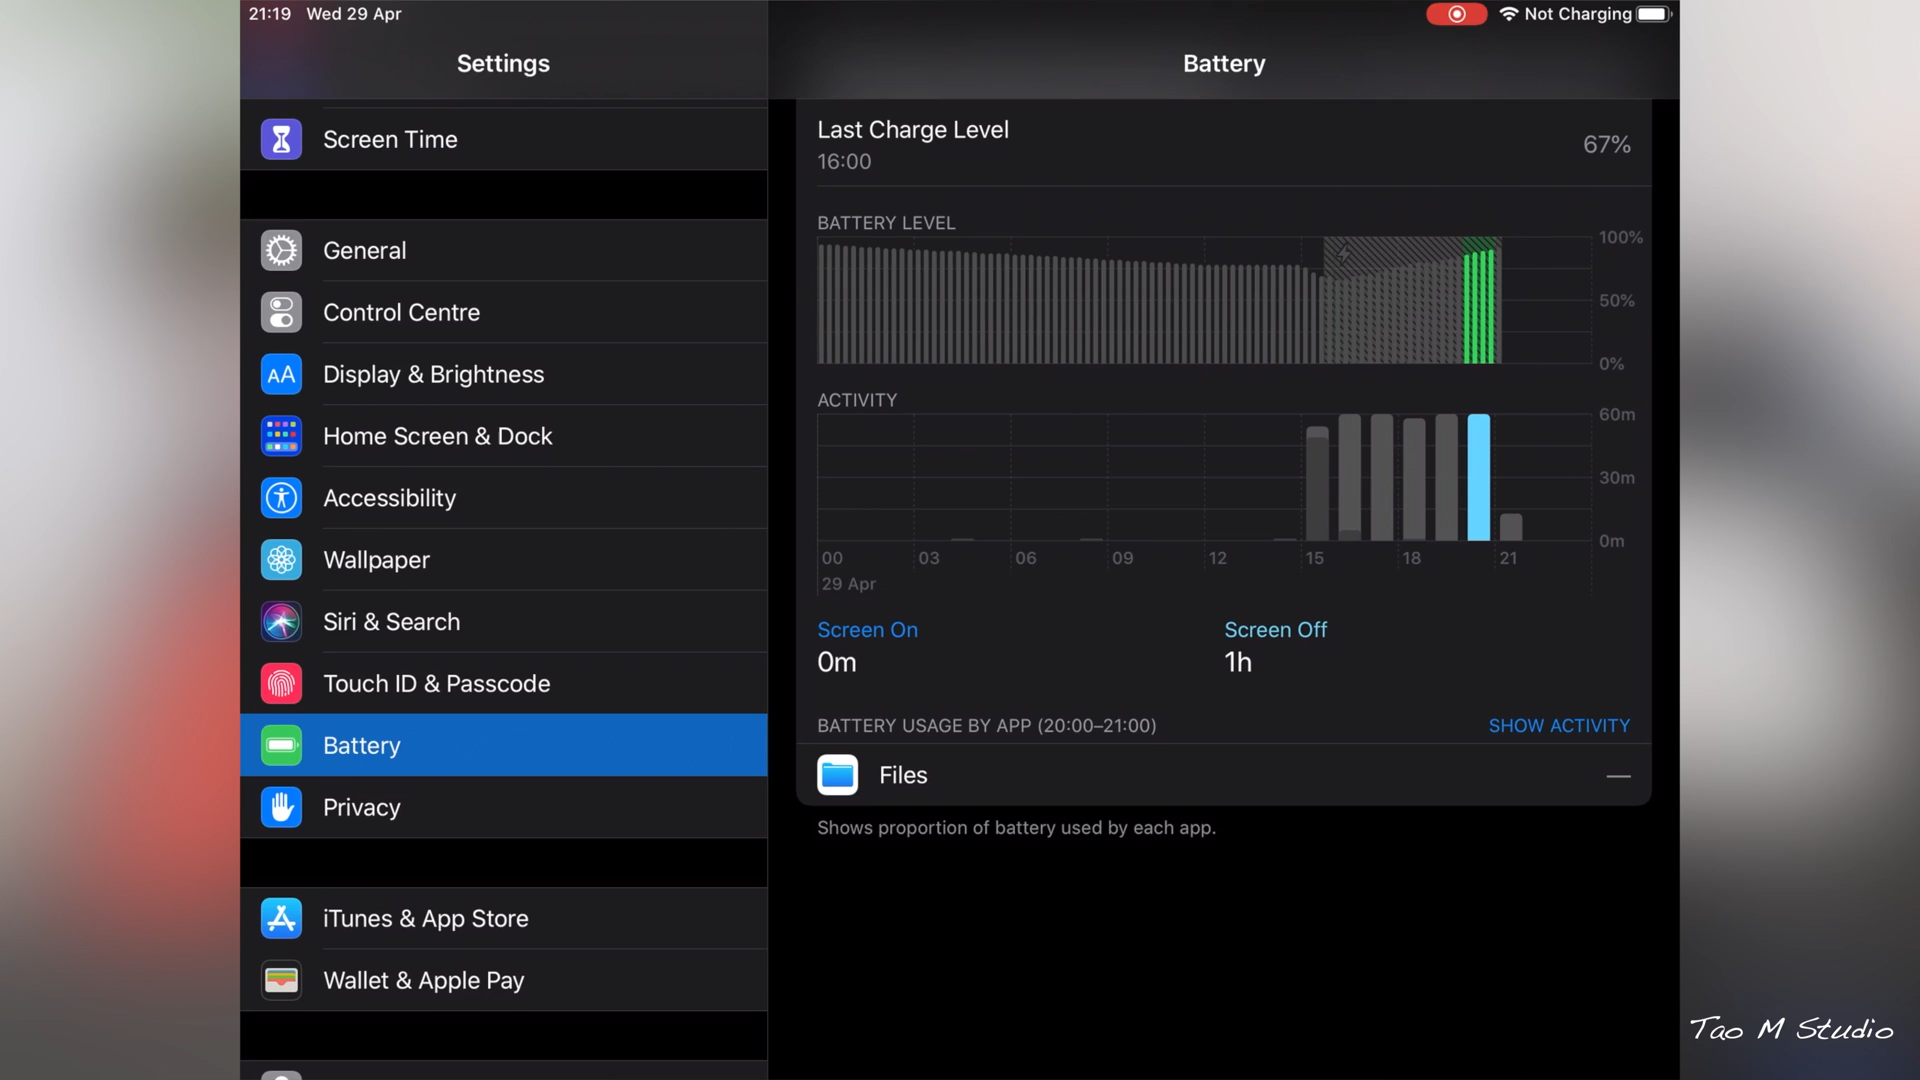 21:19 Wed 29 Apr
Not Charging
Settings
Battery
Screen Time
General
Control Centre
AA
Display & Brightness
Home Screen & Dock
Accessibility
Wallpaper
Siri & Search
Touch ID & Passcode
Battery
Privacy
iTunes & App Store
Wallet & Apple Pay
Last Charge Level
16:00
67%
BATTERY LEVEL
100%
50%
0%
ACTIVITY
60m
30m
0m
00 03 06 09 12 15 18 21
29 Apr
Screen On
0m
Screen Off
1h
BATTERY USAGE BY APP (20:00–21:00)
SHOW ACTIVITY
Files
—
Shows proportion of battery used by each app.
Tao M Studio